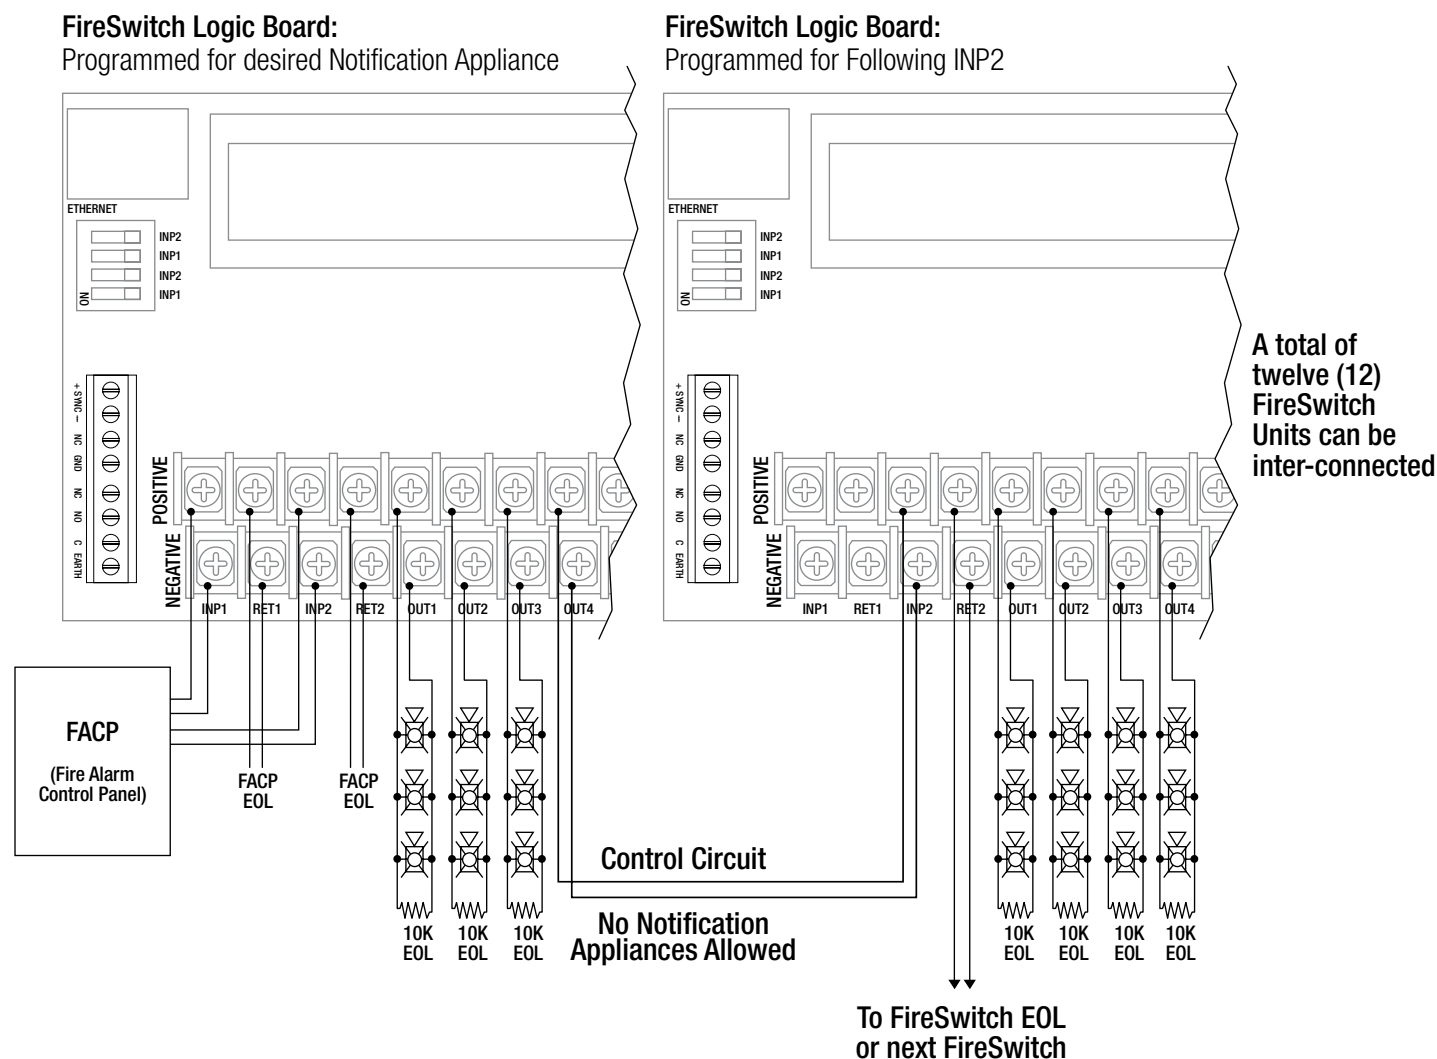 FireSwitch Logic Board:
Programmed for desired Notification Appliance
ETHERNET
INP2
INP1
INP2
INP1
ON
+ SYNC –
NC
GND
NC
NO
C
EARTH
POSITIVE
NEGATIVE
INP1 RET1 INP2 RET2 OUT1 OUT2 OUT3 OUT4
FACP
(Fire Alarm
Control Panel)
FACP
EOL
FACP
EOL
10K
EOL
10K
EOL
10K
EOL
Control Circuit
No Notification
Appliances Allowed
FireSwitch Logic Board:
Programmed for Following INP2
ETHERNET
INP2
INP1
INP2
INP1
ON
+ SYNC –
NC
GND
NC
NO
C
EARTH
POSITIVE
NEGATIVE
INP1 RET1 INP2 RET2 OUT1 OUT2 OUT3 OUT4
10K
EOL
10K
EOL
10K
EOL
10K
EOL
To FireSwitch EOL
or next FireSwitch
A total of
twelve (12)
FireSwitch
Units can be
inter-connected